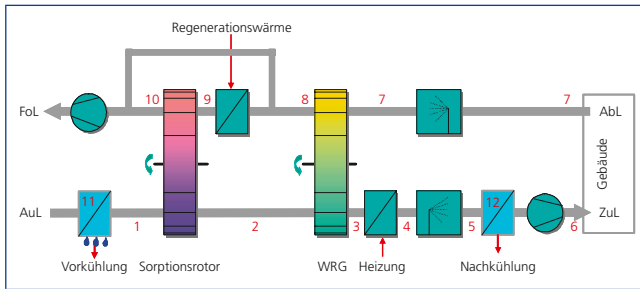 Regenerationswärme
FoL
10
9
8
7
7
AbL
Gebäude
AuL
11
1
2
3
4
5
12
6
ZuL
Vorkühlung
Sorptionsrotor
WRG
Heizung
Nachkühlung